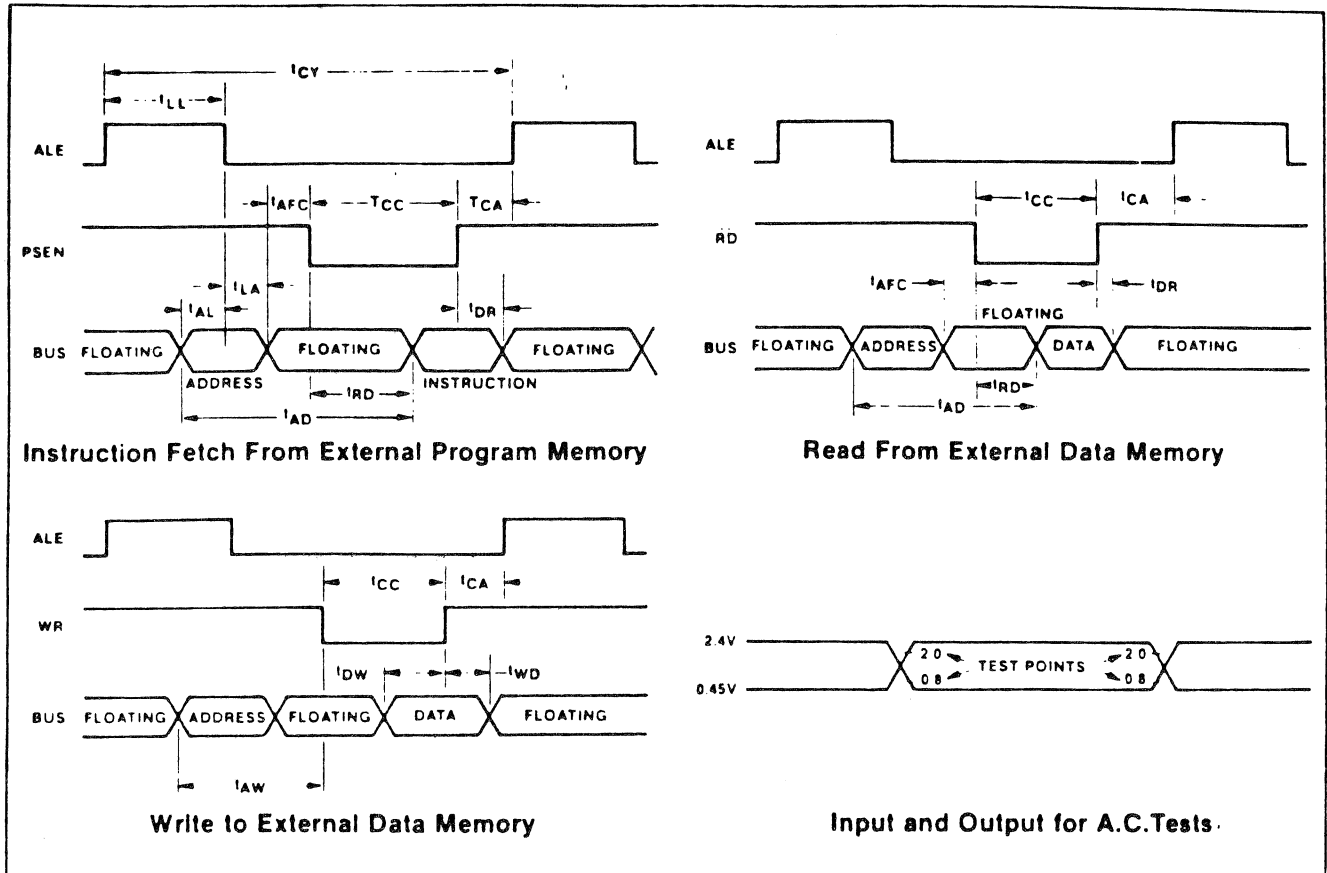 tCY
tLL
ALE
tAFC TCC TCA
PSEN
tLA
tAL
tDR
BUS FLOATING FLOATING FLOATING
ADDRESS INSTRUCTION
tRD
tAD
Instruction Fetch From External Program Memory
ALE
tCC tCA
RD
tAFC tDR
FLOATING
BUS FLOATING ADDRESS DATA FLOATING
tRD
tAD
Read From External Data Memory
ALE
tCC tCA
WR
tDW tWD
BUS FLOATING ADDRESS FLOATING DATA FLOATING
tAW
Write to External Data Memory
2.4V
2.0 TEST POINTS 2.0
0.8 0.8
0.45V
Input and Output for A.C.Tests.